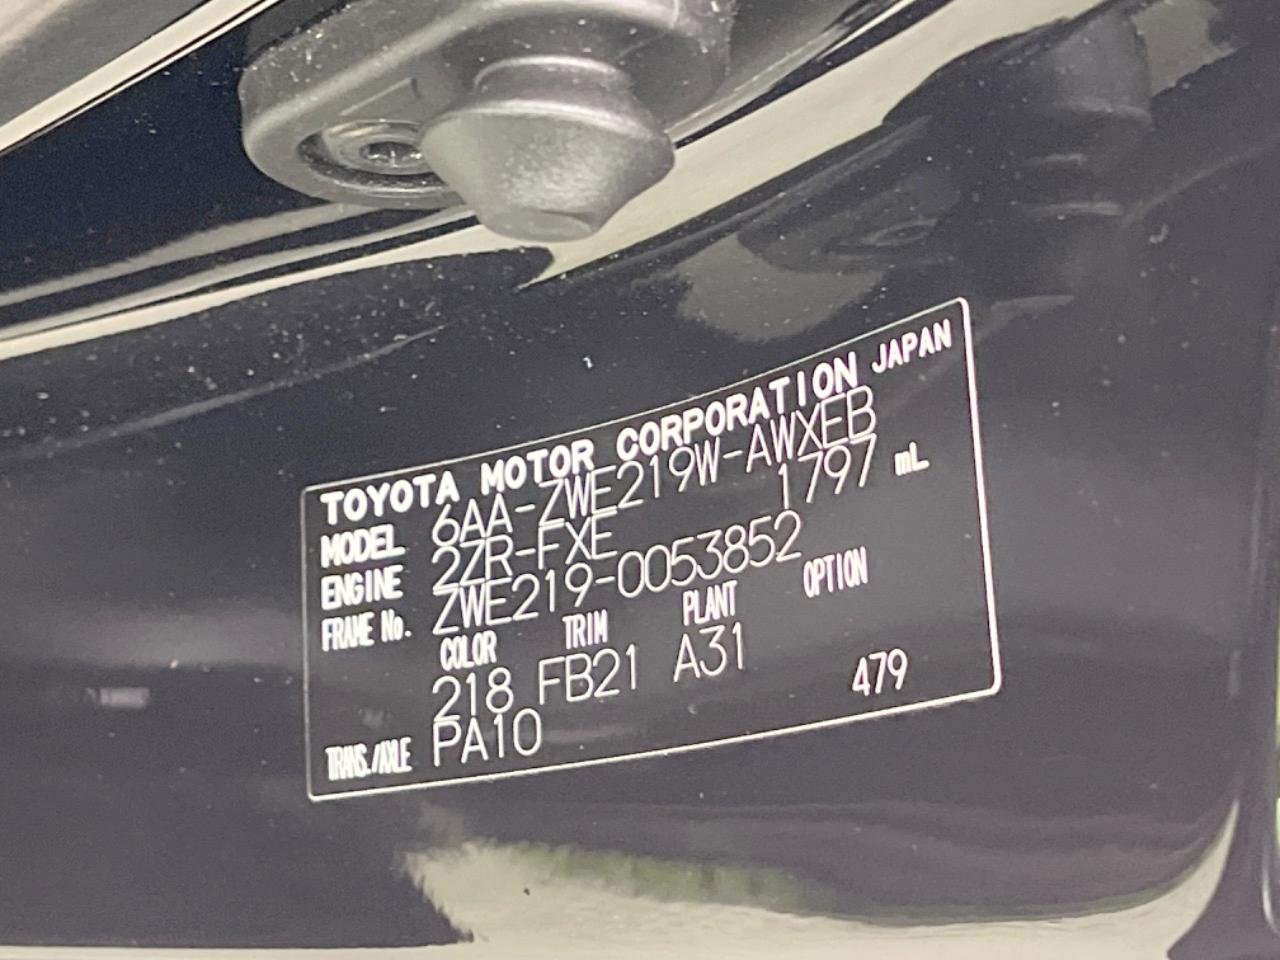 TOYOTA MOTOR CORPORATION JAPAN
MODEL 6AA-ZWE219W-AWXEB
ENGINE 2ZR-FXE 1797 mL
FRAME No. ZWE219-0053852
COLOR TRIM PLANT OPTION
218 FB21 A31 479
TRANS./AXLE PA10